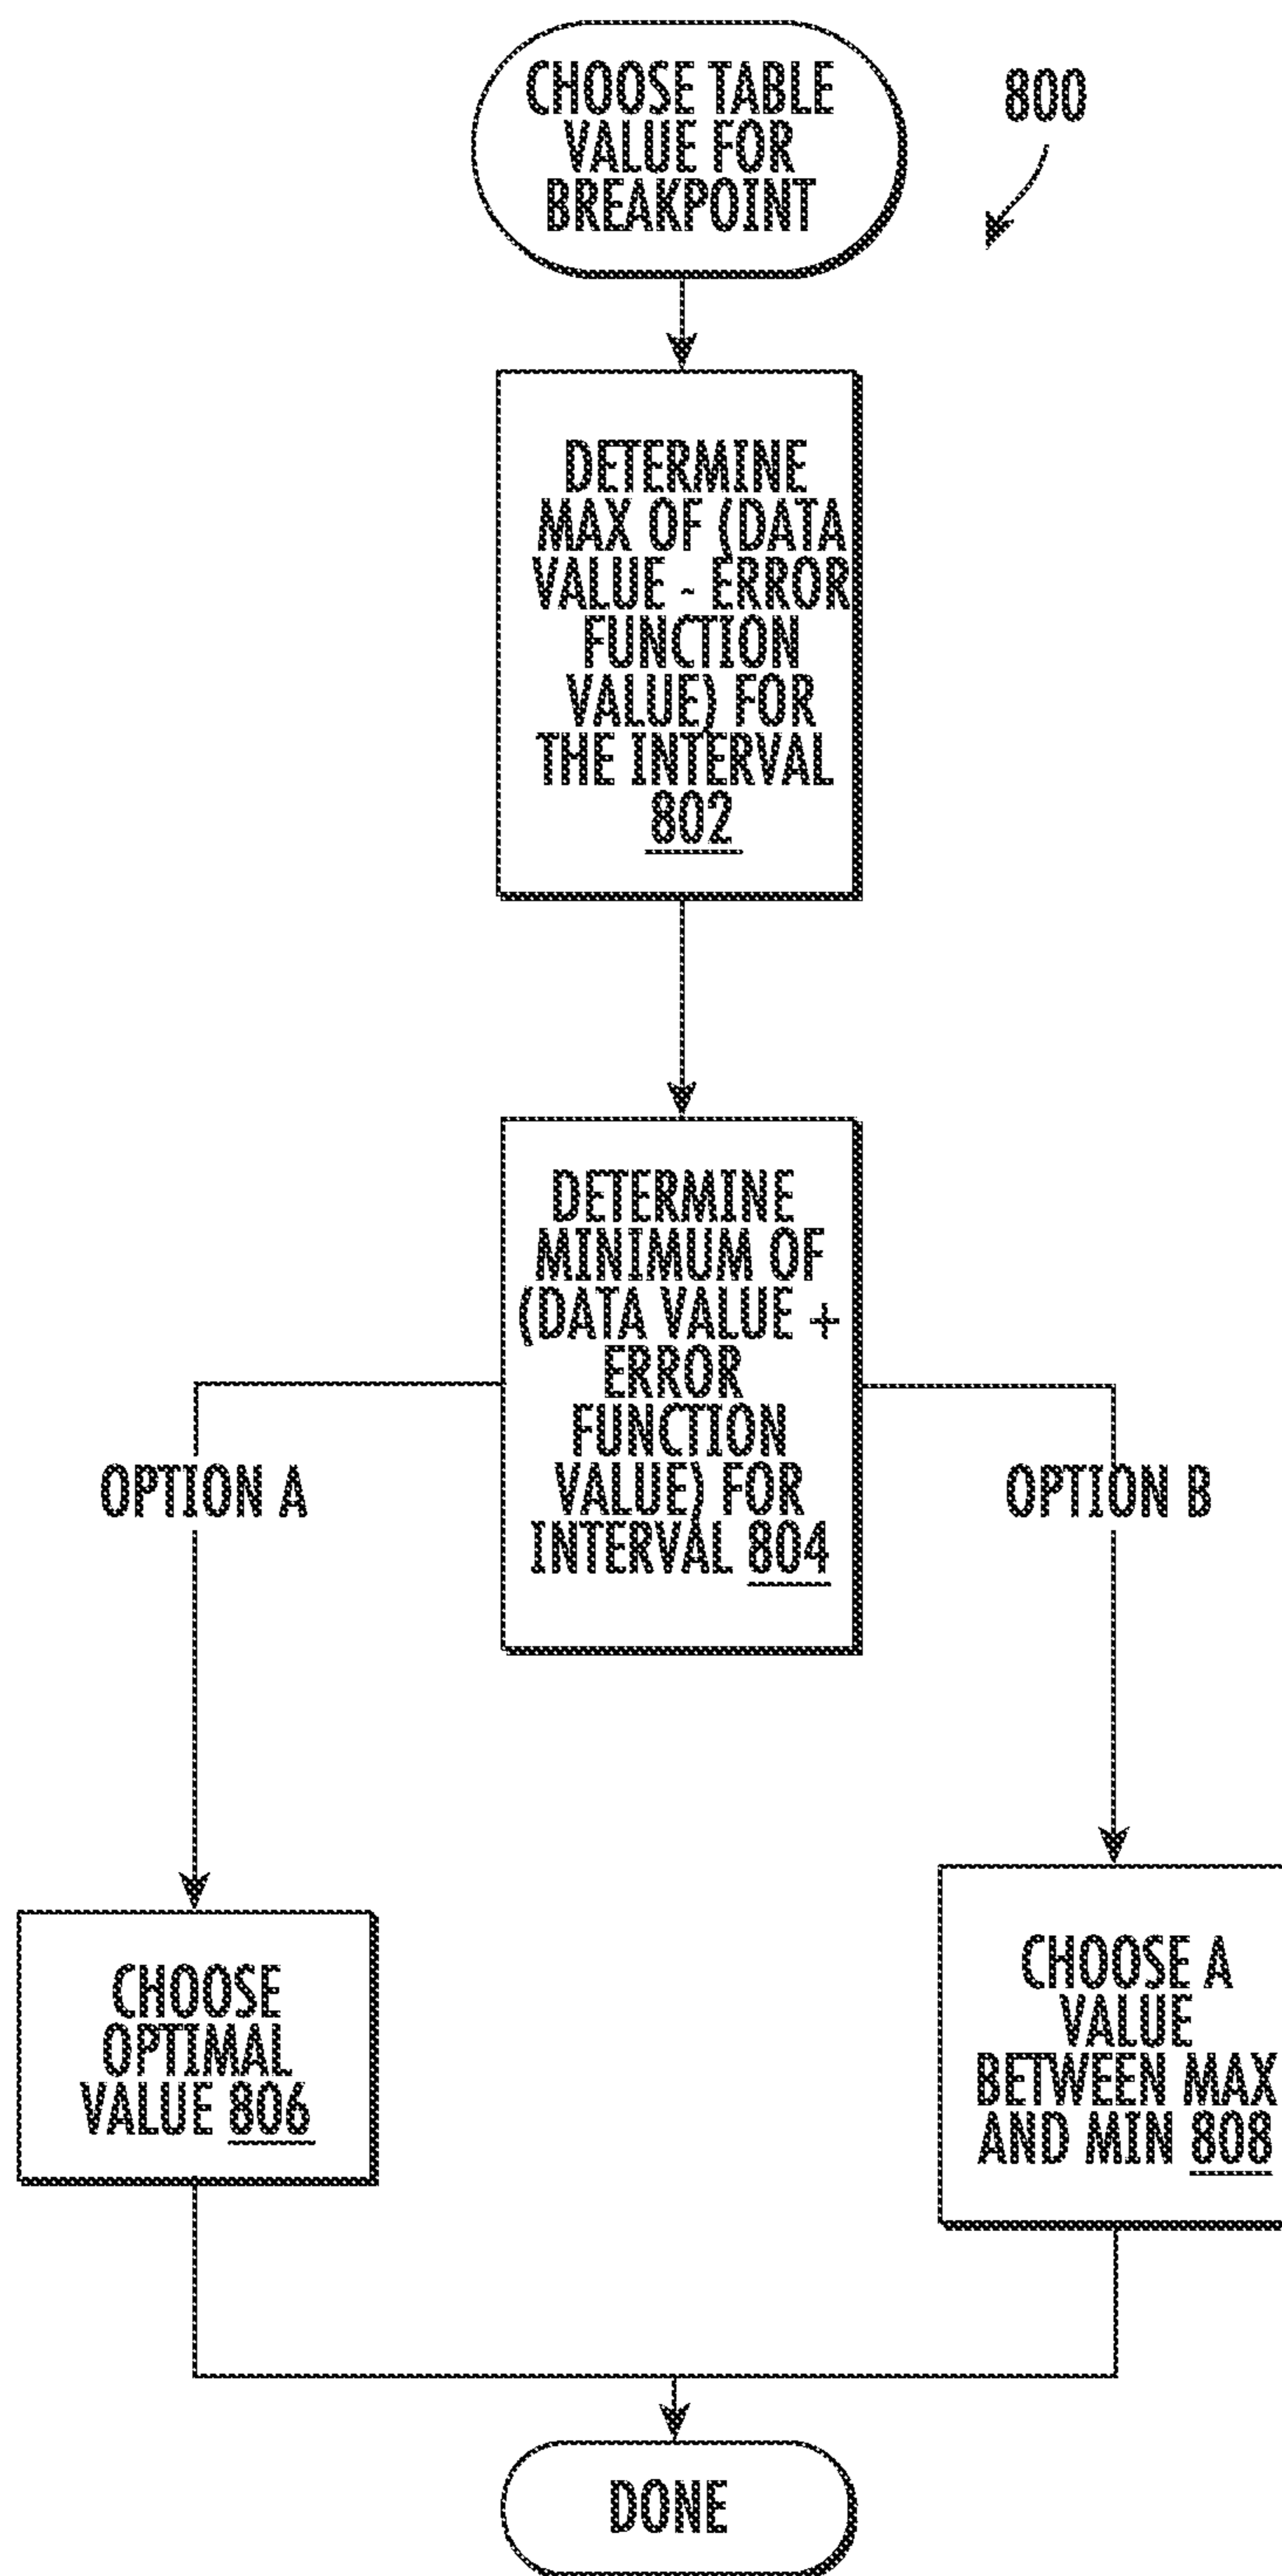 CHOOSE TABLE
VALUE FOR
BREAKPOINT
800
DETERMINE
MAX OF (DATA
VALUE - ERROR
FUNCTION
VALUE) FOR
THE INTERVAL
802
DETERMINE
MINIMUM OF
(DATA VALUE +
ERROR
FUNCTION
VALUE) FOR
INTERVAL 804
OPTION A
OPTION B
CHOOSE
OPTIMAL
VALUE 806
CHOOSE A
VALUE
BETWEEN MAX
AND MIN 808
DONE